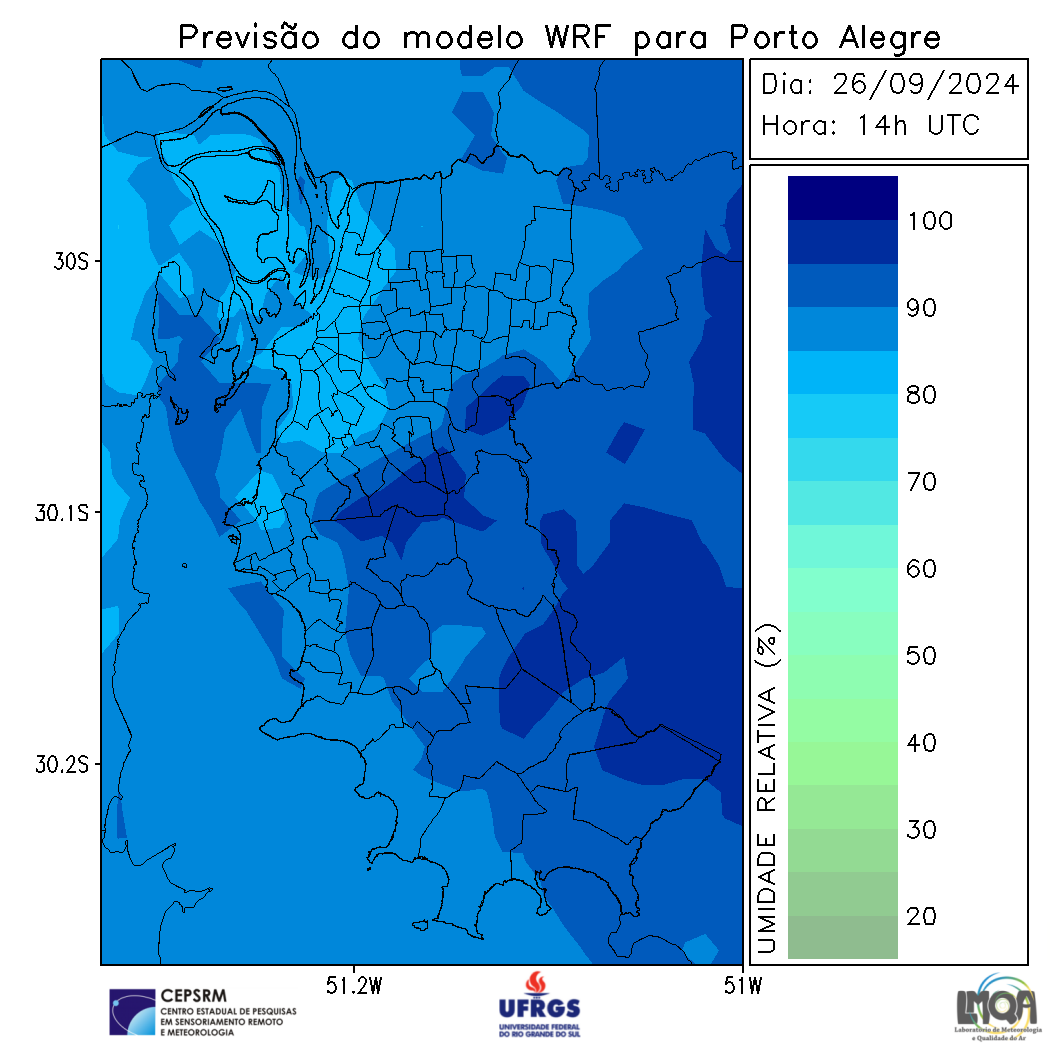 Previsão do modelo WRF para Porto Alegre
Dia: 26/09/2024
Hora: 14h UTC
30S
30.1S
30.2S
51.2W
51W
UMIDADE RELATIVA (%)
100
90
80
70
60
50
40
30
20
CEPSRM
CENTRO ESTADUAL DE PESQUISAS
EM SENSORIAMENTO REMOTO
E METEOROLOGIA
UFRGS
UNIVERSIDADE FEDERAL
DO RIO GRANDE DO SUL
LMQA
Laboratório de Meteorologia
e Qualidade do Ar